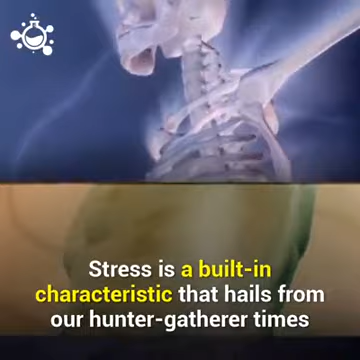 Stress is a built-in
characteristic that hails from
our hunter-gatherer times